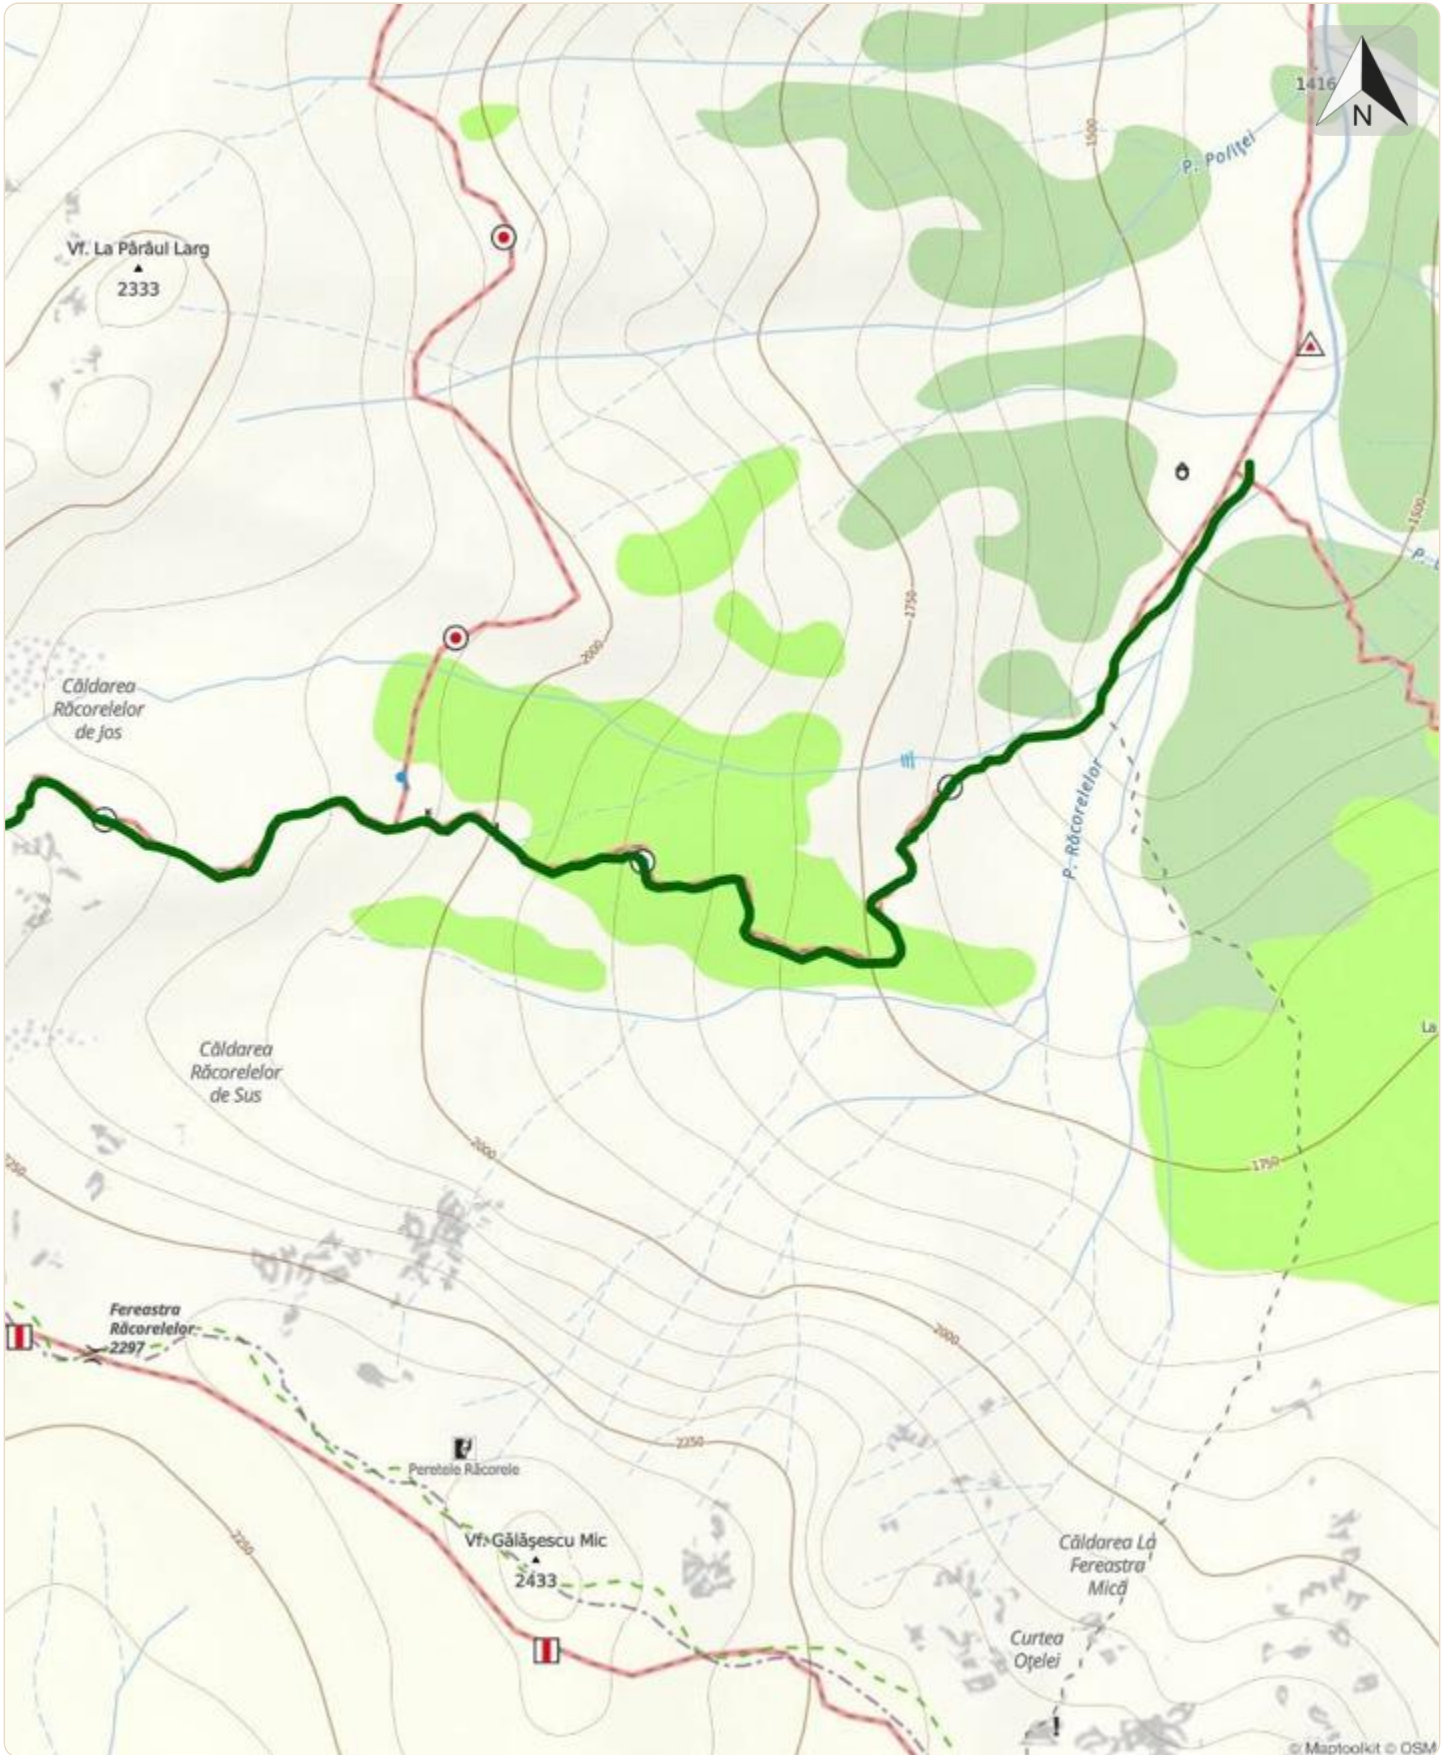 1416
N
1500
P. Poliței
Vf. La Pârâul Larg
2333
1500
1750
2000
Căldarea
Răcorelelor
de Jos
P. Răcorelelor
La
Căldarea
Răcorelelor
de Sus
2000
1750
2250
Fereastra
Răcorelelor
2297
2000
2250
Peretele Răcorele
2250
Vf. Gălășescu Mic
2433
Căldarea La
Fereastra
Mică
Curtea
Oțelei
!
© Maptoolkit © OSM